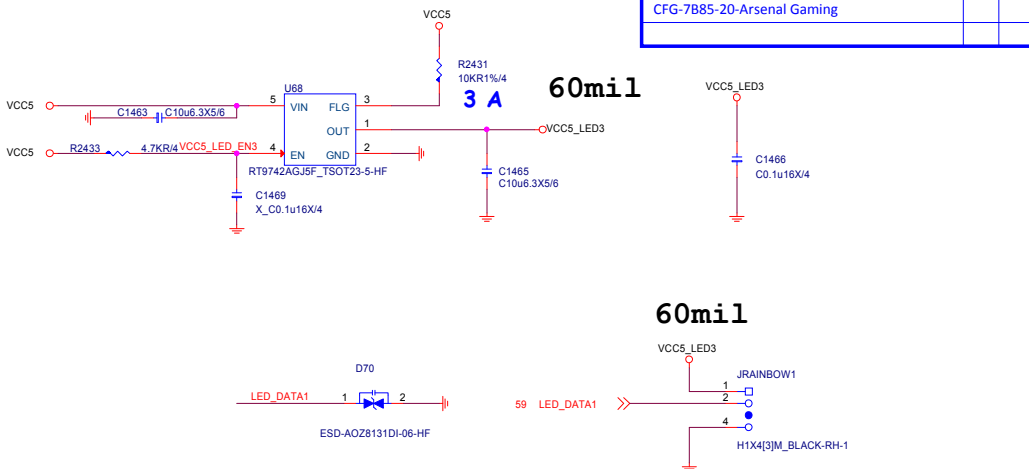 CFG-7B85-20-Arsenal Gaming
VCC5
R2431
10KR1%/4
3 A
60mil
VCC5_LED3
U68
VCC5
5
VIN
FLG
3
C1463
C10u6.3X5/6
OUT
1
VCC5_LED3
VCC5
R2433
4.7KR/4
VCC5_LED_EN3
4
EN
GND
2
RT9742AGJ5F_TSOT23-5-HF
C1465
C10u6.3X5/6
C1466
C0.1u16X/4
C1469
X_C0.1u16X/4
60mil
VCC5_LED3
D70
JRAINBOW1
LED_DATA1
1
2
59
LED_DATA1
1
2
4
ESD-AOZ8131DI-06-HF
H1X4[3]M_BLACK-RH-1